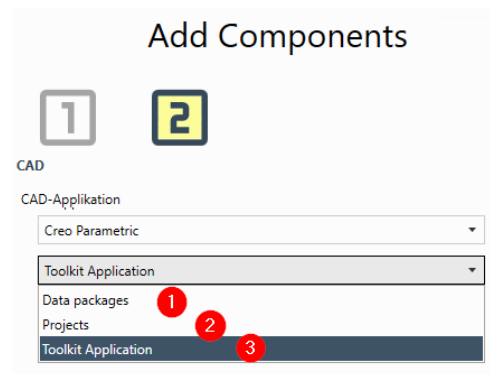 Add Components
1 2
CAD
CAD-Applikation
Creo Parametric
Toolkit Application
Data packages 1
Projects 2
Toolkit Application 3